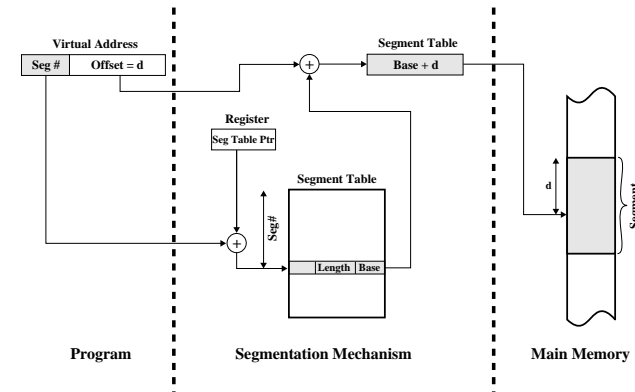 Virtual Address
Segment Table
Seg #
Offset = d
+
Base + d
Register
Seg Table Ptr
Segment Table
Seg#
+
Length
Base
d
Segment
Program
Segmentation Mechanism
Main Memory